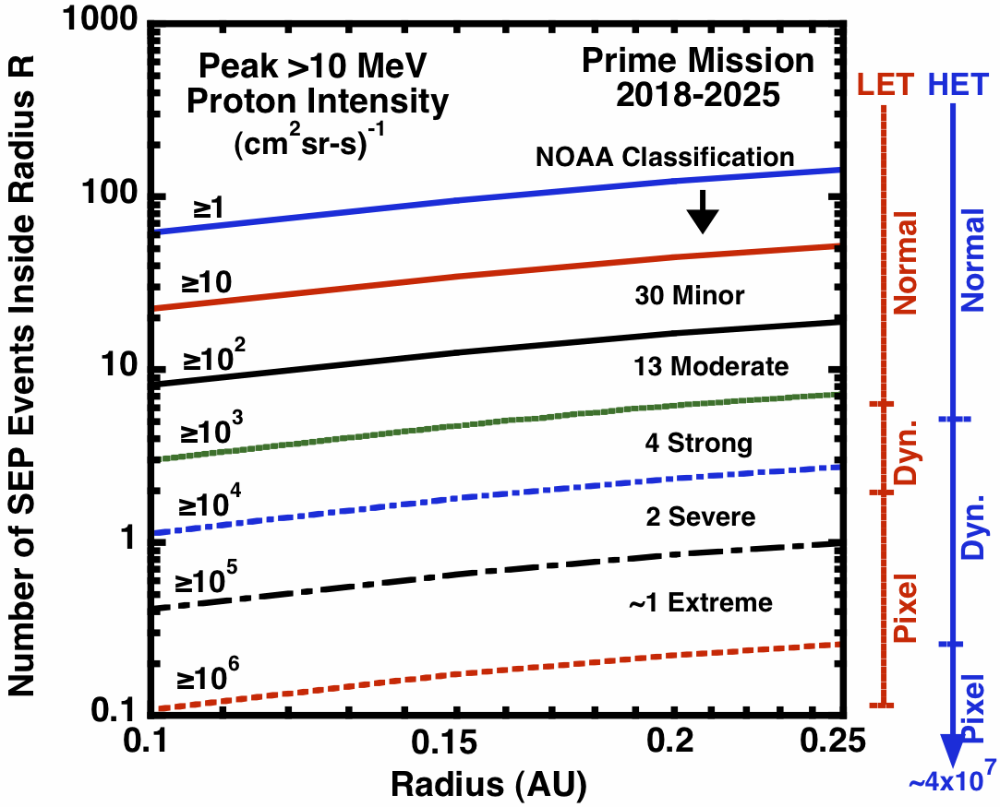 1000
100
10
1
0.1
Number of SEP Events Inside Radius R
Peak >10 MeV
Proton Intensity
(cm²sr-s)⁻¹
Prime Mission
2018-2025
NOAA Classification
≥1
≥10
≥10²
≥10³
≥10⁴
≥10⁵
≥10⁶
30 Minor
13 Moderate
4 Strong
2 Severe
~1 Extreme
0.1
0.15
0.2
0.25
Radius (AU)
LET
Normal
Dyn.
Pixel
HET
Normal
Dyn.
Pixel
~4x10⁷